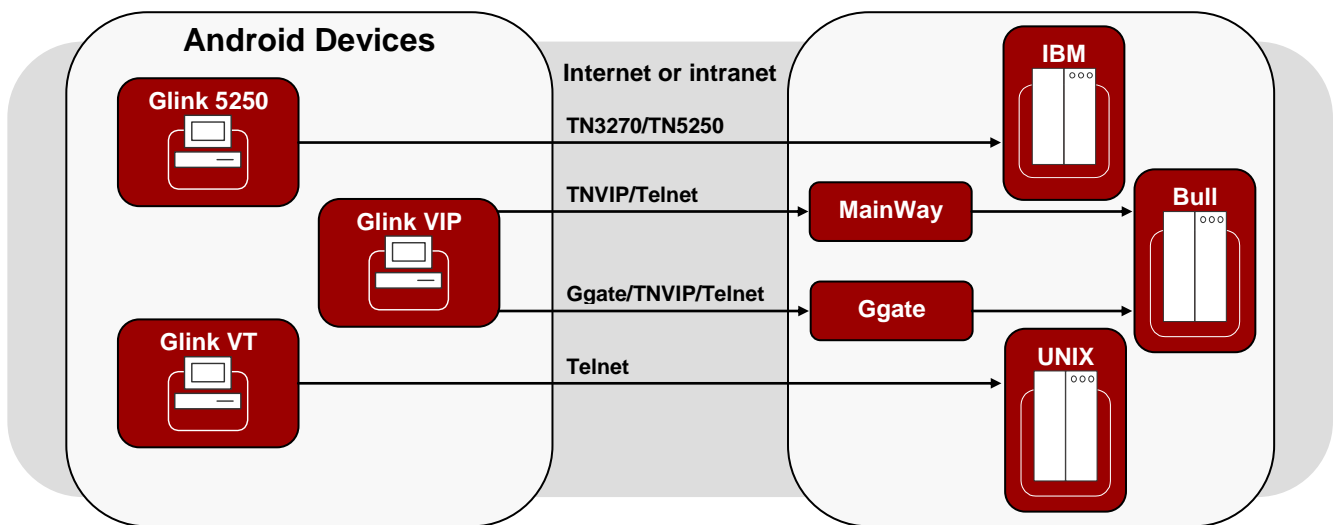 Android Devices
Internet or intranet
IBM
Glink 5250
TN3270/TN5250
TNVIP/Telnet
MainWay
Bull
Glink VIP
Ggate/TNVIP/Telnet
Ggate
Glink VT
Telnet
UNIX